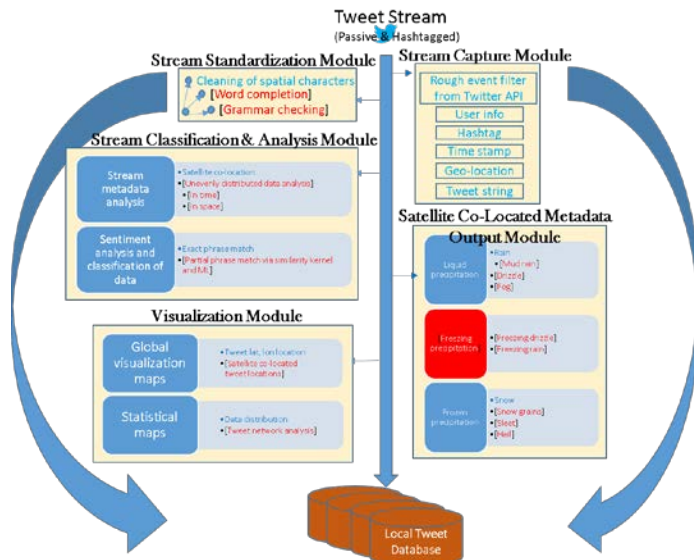 Tweet Stream
(Passive & Hashtagged)
Stream Standardization Module
Cleaning of spatial characters
[Word completion]
[Grammar checking]
Stream Capture Module
Rough event filter
from Twitter API
User info
Hashtag
Time stamp
Geo-location
Tweet string
Stream Classification & Analysis Module
Stream
metadata
analysis
•Satellite co-location
•[Unevenly distributed data analysis]
•[In time]
•[In space]
Sentiment
analysis and
classification of
data
•Exact phrase match
•[Partial phrase match via similarity kernel
and ML]
Satellite Co-Located Metadata
Output Module
Liquid
precipitation
•Rain
•[Mud rain]
•[Drizzle]
•[Fog]
[Freezing
precipitation]
•[Freezing drizzle]
•[Freezing rain]
Frozen
precipitation
•Snow
•[Snow grains]
•[Sleet]
•[Hail]
Visualization Module
Global
visualization
maps
•Tweet lat, lon location
•[Satellite co-located
tweet locations]
Statistical
maps
•Data distribution
•[Tweet network analysis]
Local Tweet
Database